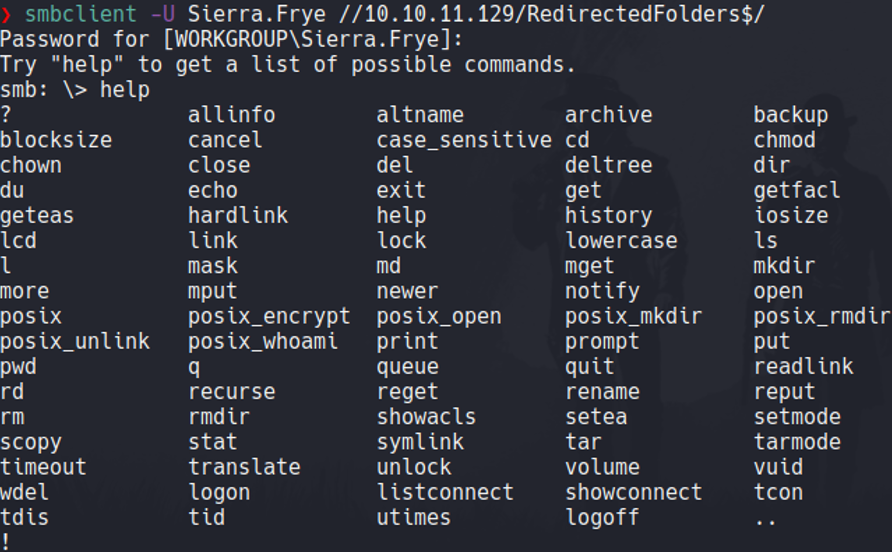 ❯ smbclient -U Sierra.Frye //10.10.11.129/RedirectedFolders$/
Password for [WORKGROUP\Sierra.Frye]:
Try "help" to get a list of possible commands.
smb: \> help
? allinfo altname archive backup
blocksize cancel case_sensitive cd chmod
chown close del deltree dir
du echo exit get getfacl
geteas hardlink help history iosize
lcd link lock lowercase ls
l mask md mget mkdir
more mput newer notify open
posix posix_encrypt posix_open posix_mkdir posix_rmdir
posix_unlink posix_whoami print prompt put
pwd q queue quit readlink
rd recurse reget rename reput
rm rmdir showacls setea setmode
scopy stat symlink tar tarmode
timeout translate unlock volume vuid
wdel logon listconnect showconnect tcon
tdis tid utimes logoff ..
!